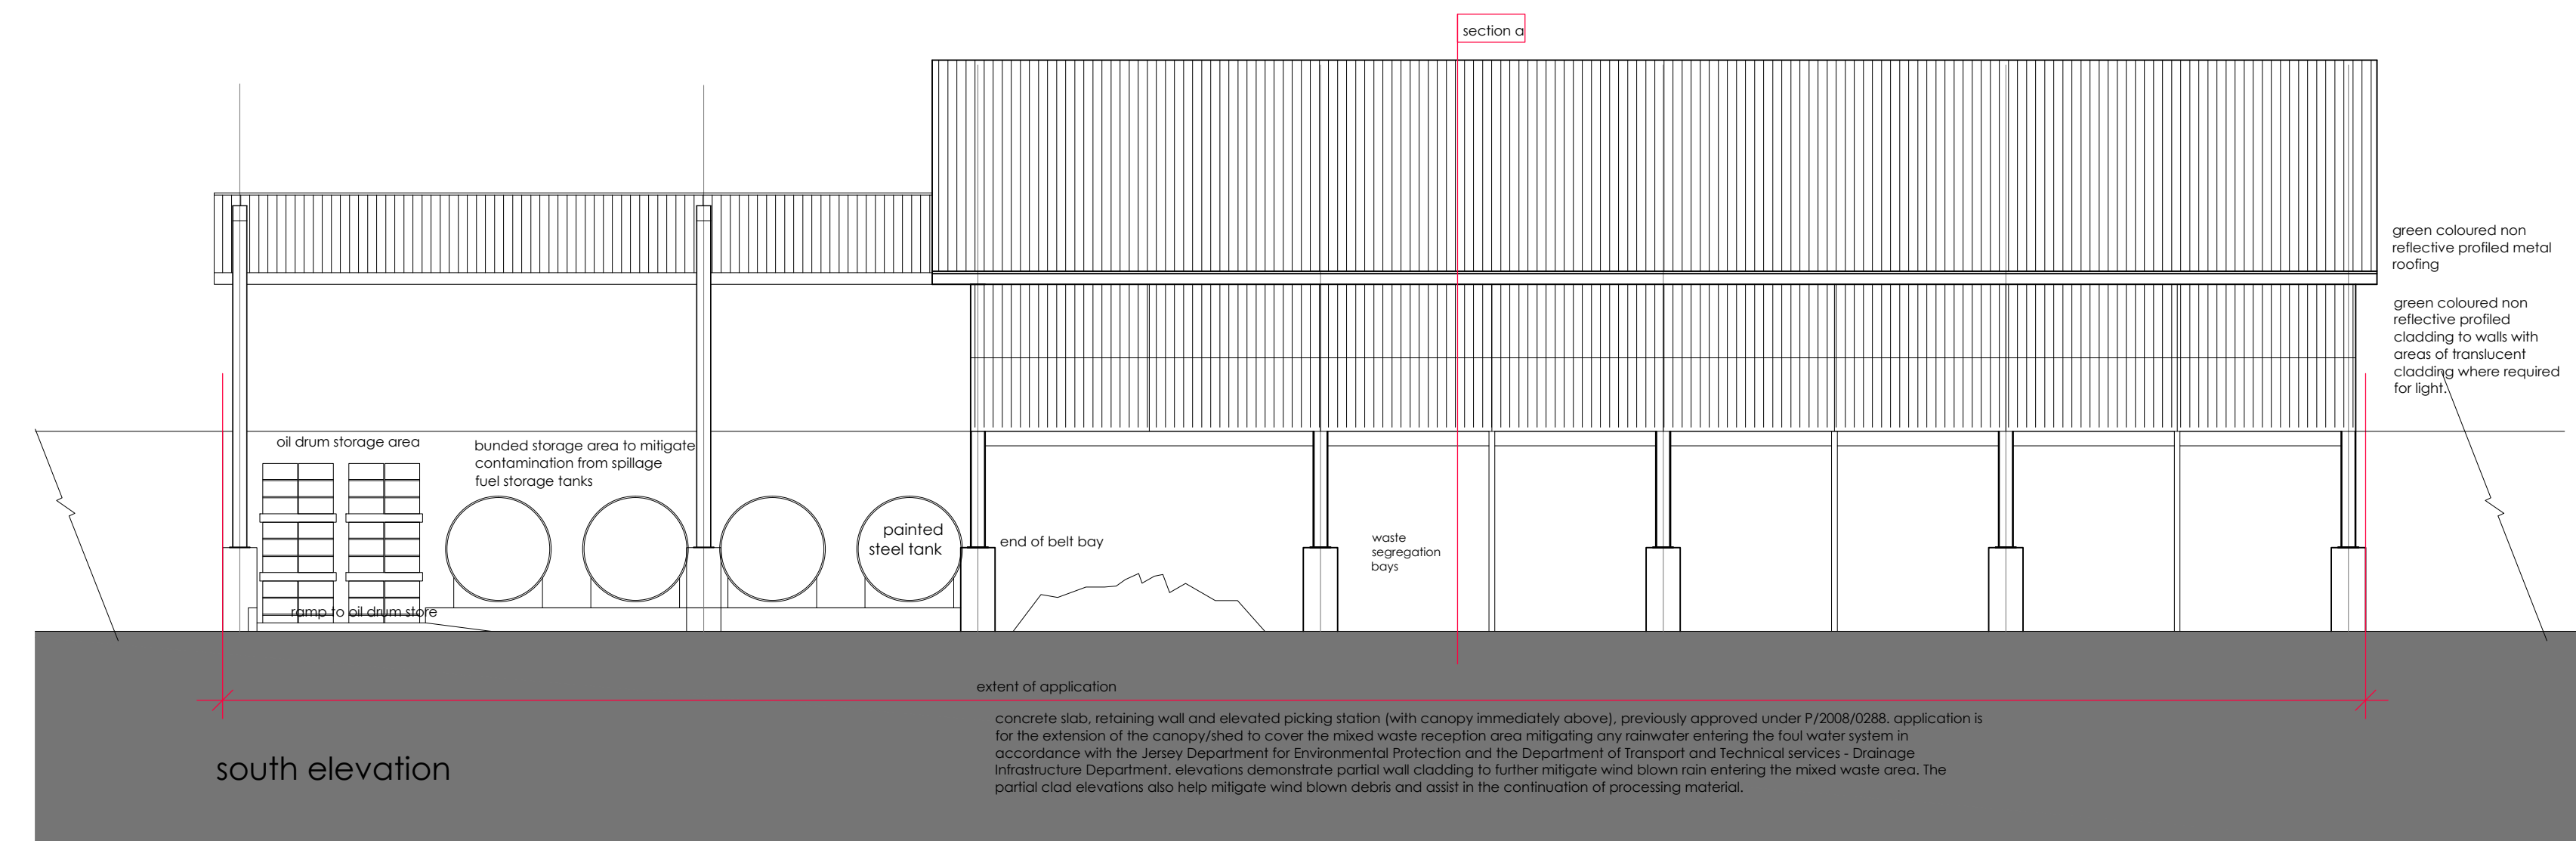 section a
green coloured non
reflective profiled metal
roofing
green coloured non
reflective profiled
cladding to walls with
areas of translucent
cladding where required
for light.
oil drum storage area
bunded storage area to mitigate
contamination from spillage
fuel storage tanks
painted
steel tank
end of belt bay
waste
segregation
bays
ramp to oil drum store
extent of application
concrete slab, retaining wall and elevated picking station (with canopy immediately above), previously approved under P/2008/0288. application is
for the extension of the canopy/shed to cover the mixed waste reception area mitigating any rainwater entering the foul water system in
accordance with the Jersey Department for Environmental Protection and the Department of Transport and Technical services - Drainage
Infrastructure Department. elevations demonstrate partial wall cladding to further mitigate wind blown rain entering the mixed waste area. The
partial clad elevations also help mitigate wind blown debris and assist in the continuation of processing material.
south elevation